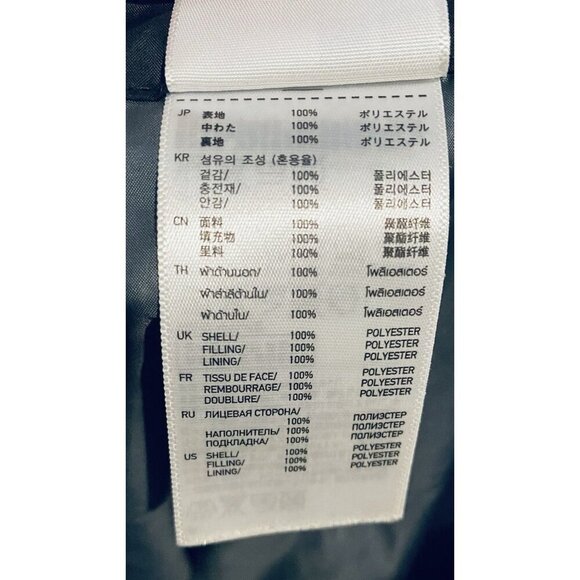 JP 表地 100% ポリエステル
中わた 100% ポリエステル
裏地 100% ポリエステル
KR 섬유의 조성 (혼용율)
겉감/ 100% 폴리에스터
충전재/ 100% 폴리에스터
안감/ 100% 폴리에스터
CN 面料 100% 聚酯纤维
填充物 100% 聚酯纤维
里料 100% 聚酯纤维
TH ผ้าด้านนอก/ 100% โพลีเอสเตอร์
ผ้าใส่สีด้านใน/ 100% โพลีเอสเตอร์
ผ้าด้านใน/ 100% โพลีเอสเตอร์
UK SHELL/ 100% POLYESTER
FILLING/ 100% POLYESTER
LINING/ 100% POLYESTER
FR TISSU DE FACE/ 100% POLYESTER
REMBOURRAGE/ 100% POLYESTER
DOUBLURE/ 100% POLYESTER
RU ЛИЦЕВАЯ СТОРОНА/
100% ПОЛИЭСТЕР
НАПОЛНИТЕЛЬ/ 100% ПОЛИЭСТЕР
ПОДКЛАДКА/ 100% ПОЛИЭСТЕР
US SHELL/ 100% POLYESTER
FILLING/ 100% POLYESTER
LINING/ 100% POLYESTER